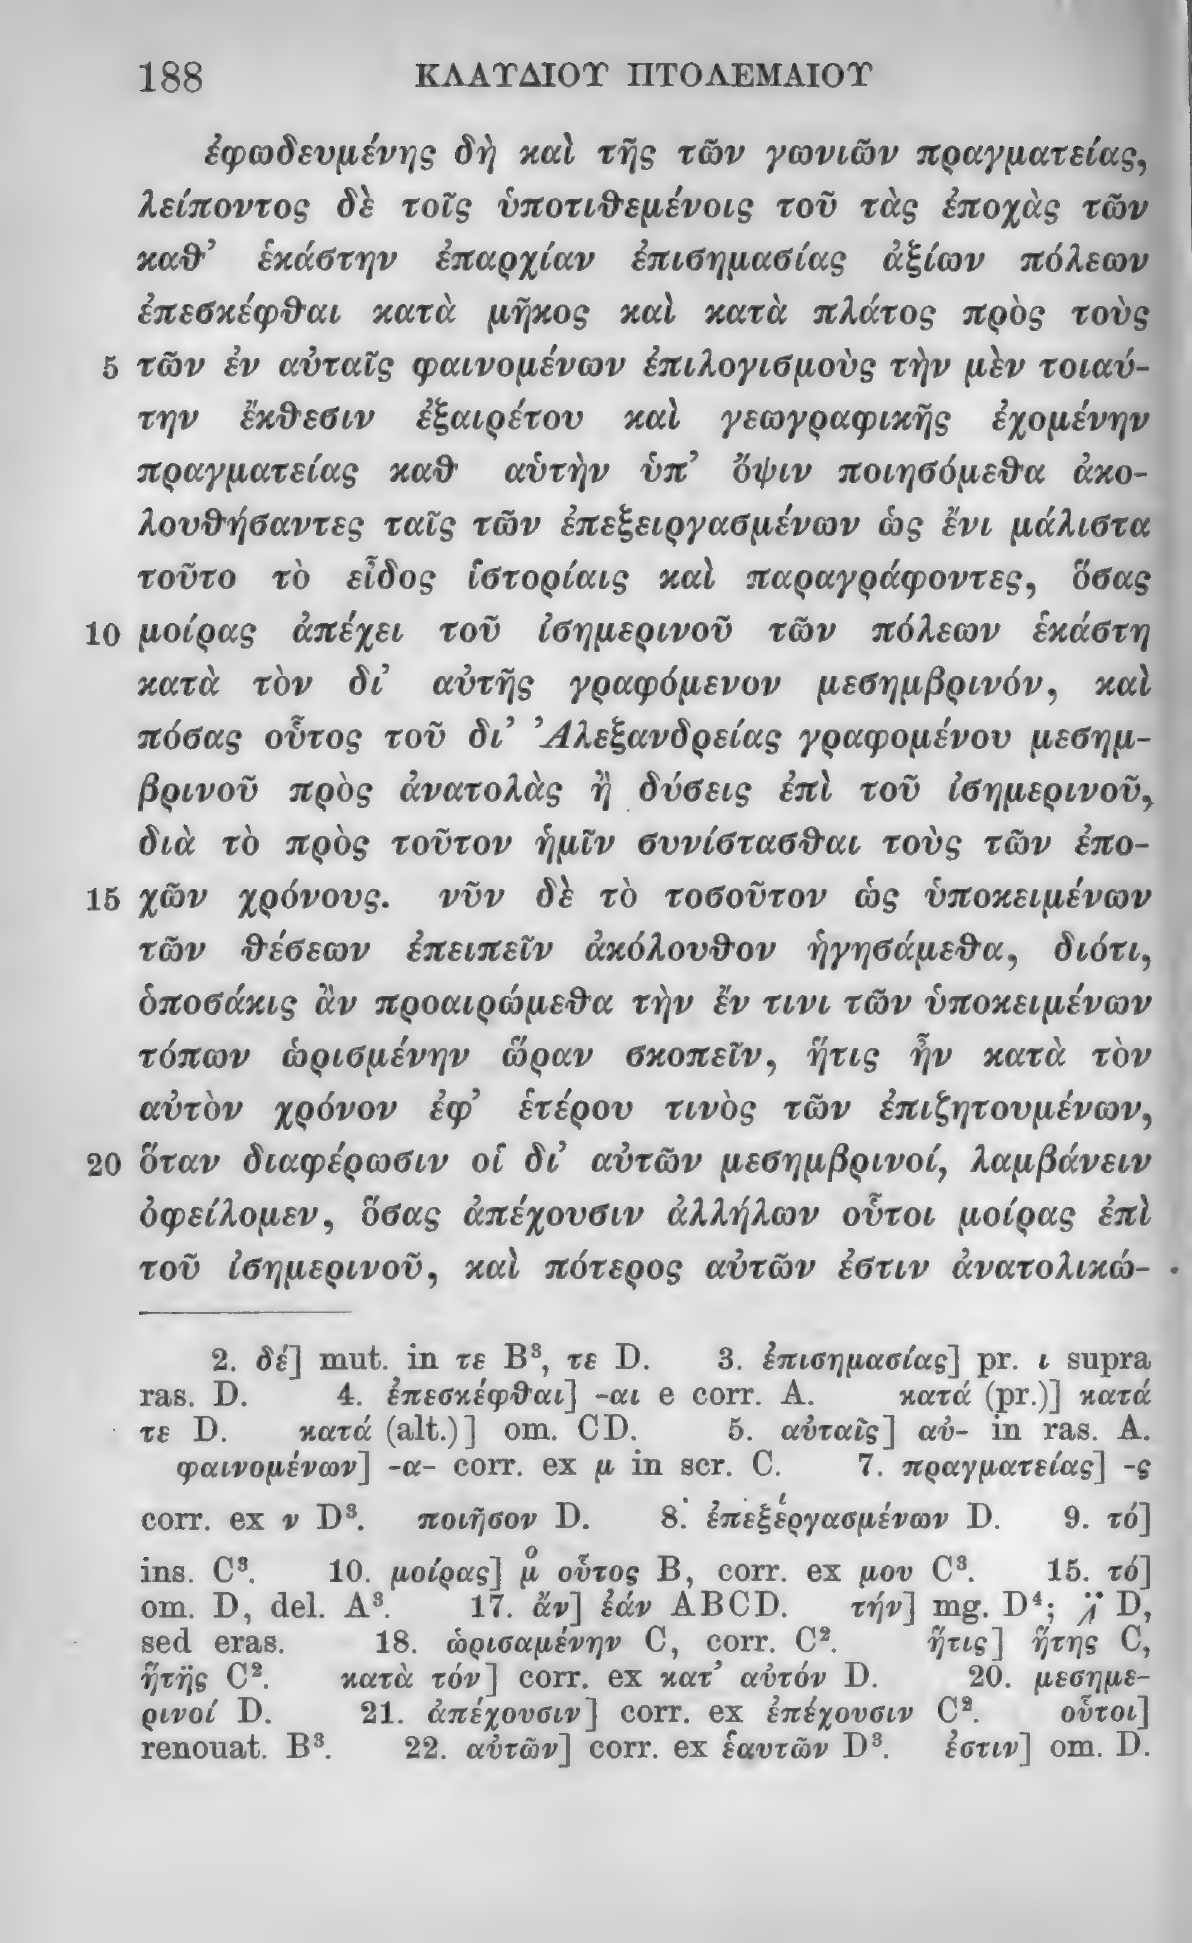 188 ΚΛΑΥΔΙΟΥ ΠΤΟΛΕΜΑΙΟΥ
ἐφωδευμένης δὴ καὶ τῆς τῶν γωνιῶν πραγματείας,
λείποντος δὲ τοῖς ὑποτιθεμένοις τοῦ τὰς ἐποχὰς τῶν
καθ’ ἑκάστην ἐπαρχίαν ἐπισημασίας ἀξίων πόλεων
ἐπεσκέφθαι κατὰ μῆκος καὶ κατὰ πλάτος πρὸς τοὺς
5 τῶν ἐν αὐταῖς φαινομένων ἐπιλογισμοὺς τὴν μὲν τοιαύ-
την ἔκθεσιν ἐξαιρέτου καὶ γεωγραφικῆς ἐχομένην
πραγματείας καθ’ αὑτὴν ὑπ’ ὄψιν ποιησόμεθα ἀκο-
λουθήσαντες ταῖς τῶν ἐπεξειργασμένων ὡς ἔνι μάλιστα
τοῦτο τὸ εἶδος ἱστορίαις καὶ παραγράφοντες, ὅσας
10 μοίρας ἀπέχει τοῦ ἰσημερινοῦ τῶν πόλεων ἑκάστη
κατὰ τὸν δι’ αὐτῆς γραφόμενον μεσημβρινόν, καὶ
πόσας οὗτος τοῦ δι’ Ἀλεξανδρείας γραφομένου μεσημ-
βρινοῦ πρὸς ἀνατολὰς ἢ δύσεις ἐπὶ τοῦ ἰσημερινοῦ,
διὰ τὸ πρὸς τοῦτον ἡμῖν συνίστασθαι τοὺς τῶν ἐπο-
15 χῶν χρόνους. νῦν δὲ τὸ τοσοῦτον ὡς ὑποκειμένων
τῶν θέσεων ἐπειπεῖν ἀκόλουθον ἡγησάμεθα, διότι,
ὁποσάκις ἂν προαιρώμεθα τὴν ἔν τινι τῶν ὑποκειμένων
τόπων ὡρισμένην ὥραν σκοπεῖν, ἥτις ἦν κατὰ τὸν
αὐτὸν χρόνον ἐφ’ ἑτέρου τινὸς τῶν ἐπιζητουμένων,
20 ὅταν διαφέρωσιν οἱ δι’ αὐτῶν μεσημβρινοί, λαμβάνειν
ὀφείλομεν, ὅσας ἀπέχουσιν ἀλλήλων οὗτοι μοίρας ἐπὶ
τοῦ ἰσημερινοῦ, καὶ πότερος αὐτῶν ἐστιν ἀνατολικώ-
2. δέ] mut. in τε B³, τε D. 3. ἐπισημασίας] pr. ι supra
ras. D. 4. ἐπεσκέφθαι] -αι e corr. A. κατά (pr.)] κατά
τε D. κατά (alt.)] om. CD. 5. αὐταῖς] αὐ- in ras. A.
φαινομένων] -α- corr. ex μ in scr. C. 7. πραγματείας] -ς
corr. ex ν D³. ποιῆσον D. 8. ἐπεξέργασμένων D. 9. τό]
ins. C³. 10. μοίρας] μο οὗτος B, corr. ex μον C³. 15. τό]
om. D, del. A³. 17. ἄν] ἐάν ABCD. τήν] mg. D⁴; D,
sed eras. 18. ὡρισαμένην C, corr. C². ἥτις] ἥτης C,
ἥτῆς C². κατὰ τόν] corr. ex κατ’ αὐτόν D. 20. μεσημε-
ρινοί D. 21. ἀπέχουσιν] corr. ex ἐπέχουσιν C². οὗτοι]
renouat. B³. 22. αὐτῶν] corr. ex ἑαυτῶν D³. ἐστιν] om. D.